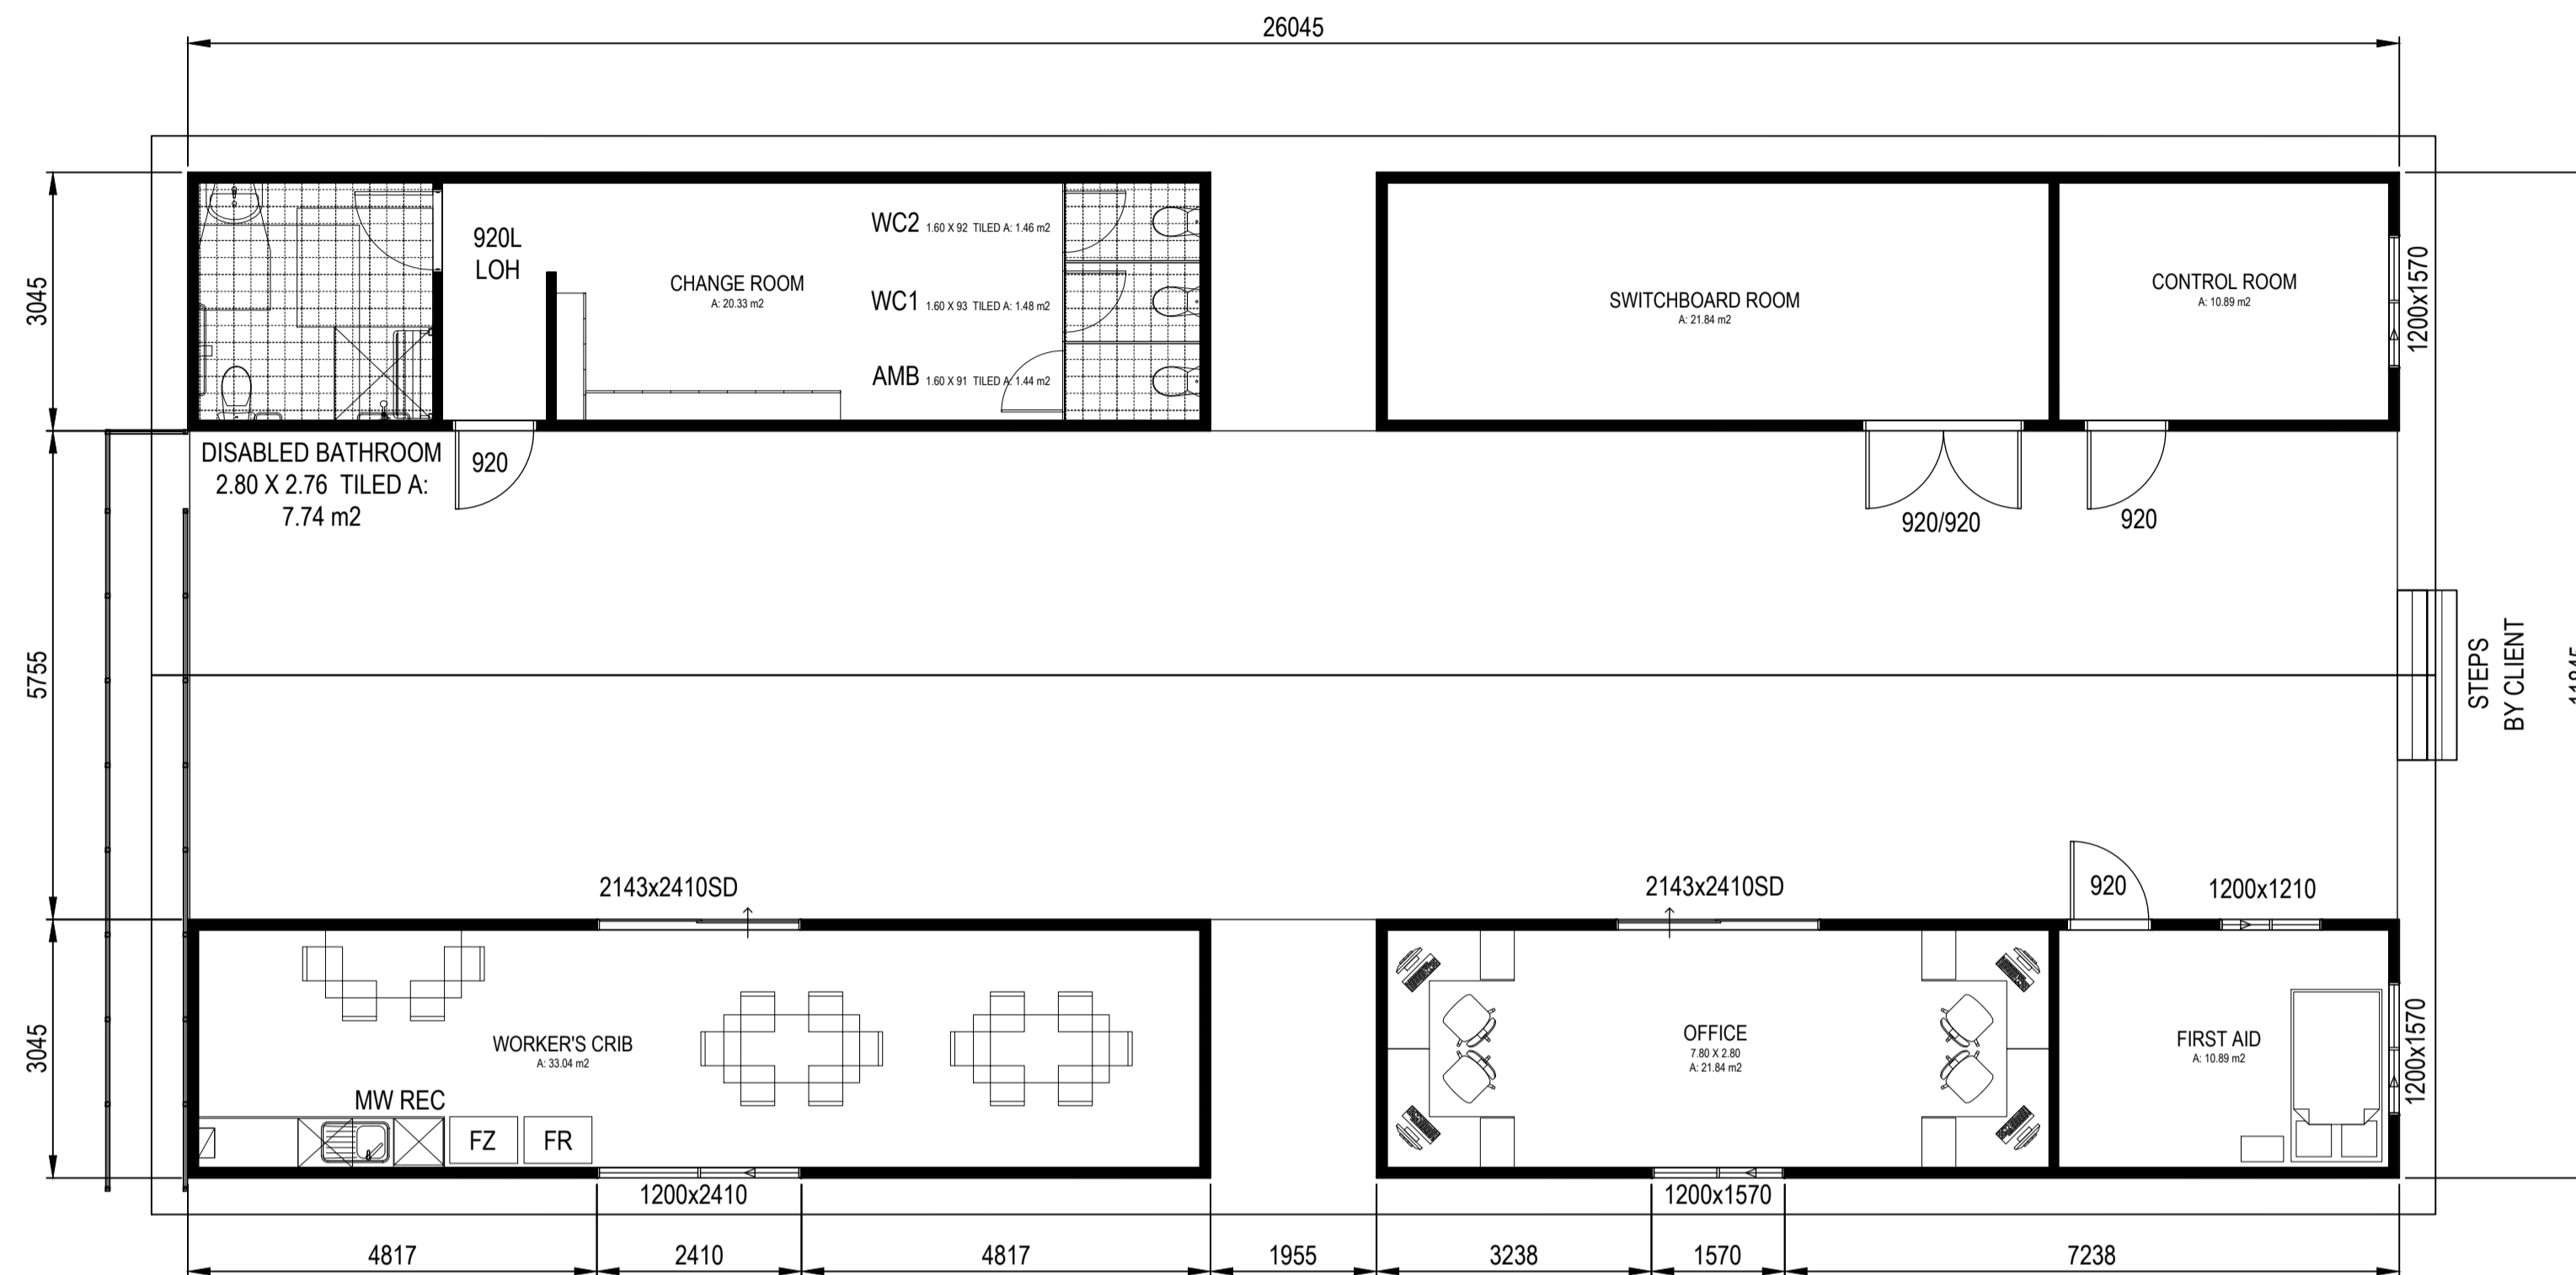 26045
3045
5755
3045
920L
LOH
CHANGE ROOM
A: 20.33 m2
WC2 1.60 X 92 TILED A: 1.46 m2
WC1 1.60 X 93 TILED A: 1.48 m2
AMB 1.60 X 91 TILED A: 1.44 m2
SWITCHBOARD ROOM
A: 21.84 m2
CONTROL ROOM
A: 10.89 m2
1200x1570
DISABLED BATHROOM
2.80 X 2.76 TILED A:
7.74 m2
920
920/920
920
STEPS
BY CLIENT
2143x2410SD
2143x2410SD
920
1200x1210
WORKER'S CRIB
A: 33.04 m2
MW REC
FZ
FR
OFFICE
7.80 X 2.80
A: 21.84 m2
FIRST AID
A: 10.89 m2
1200x1570
1200x2410
1200x1570
4817
2410
4817
1955
3238
1570
7238